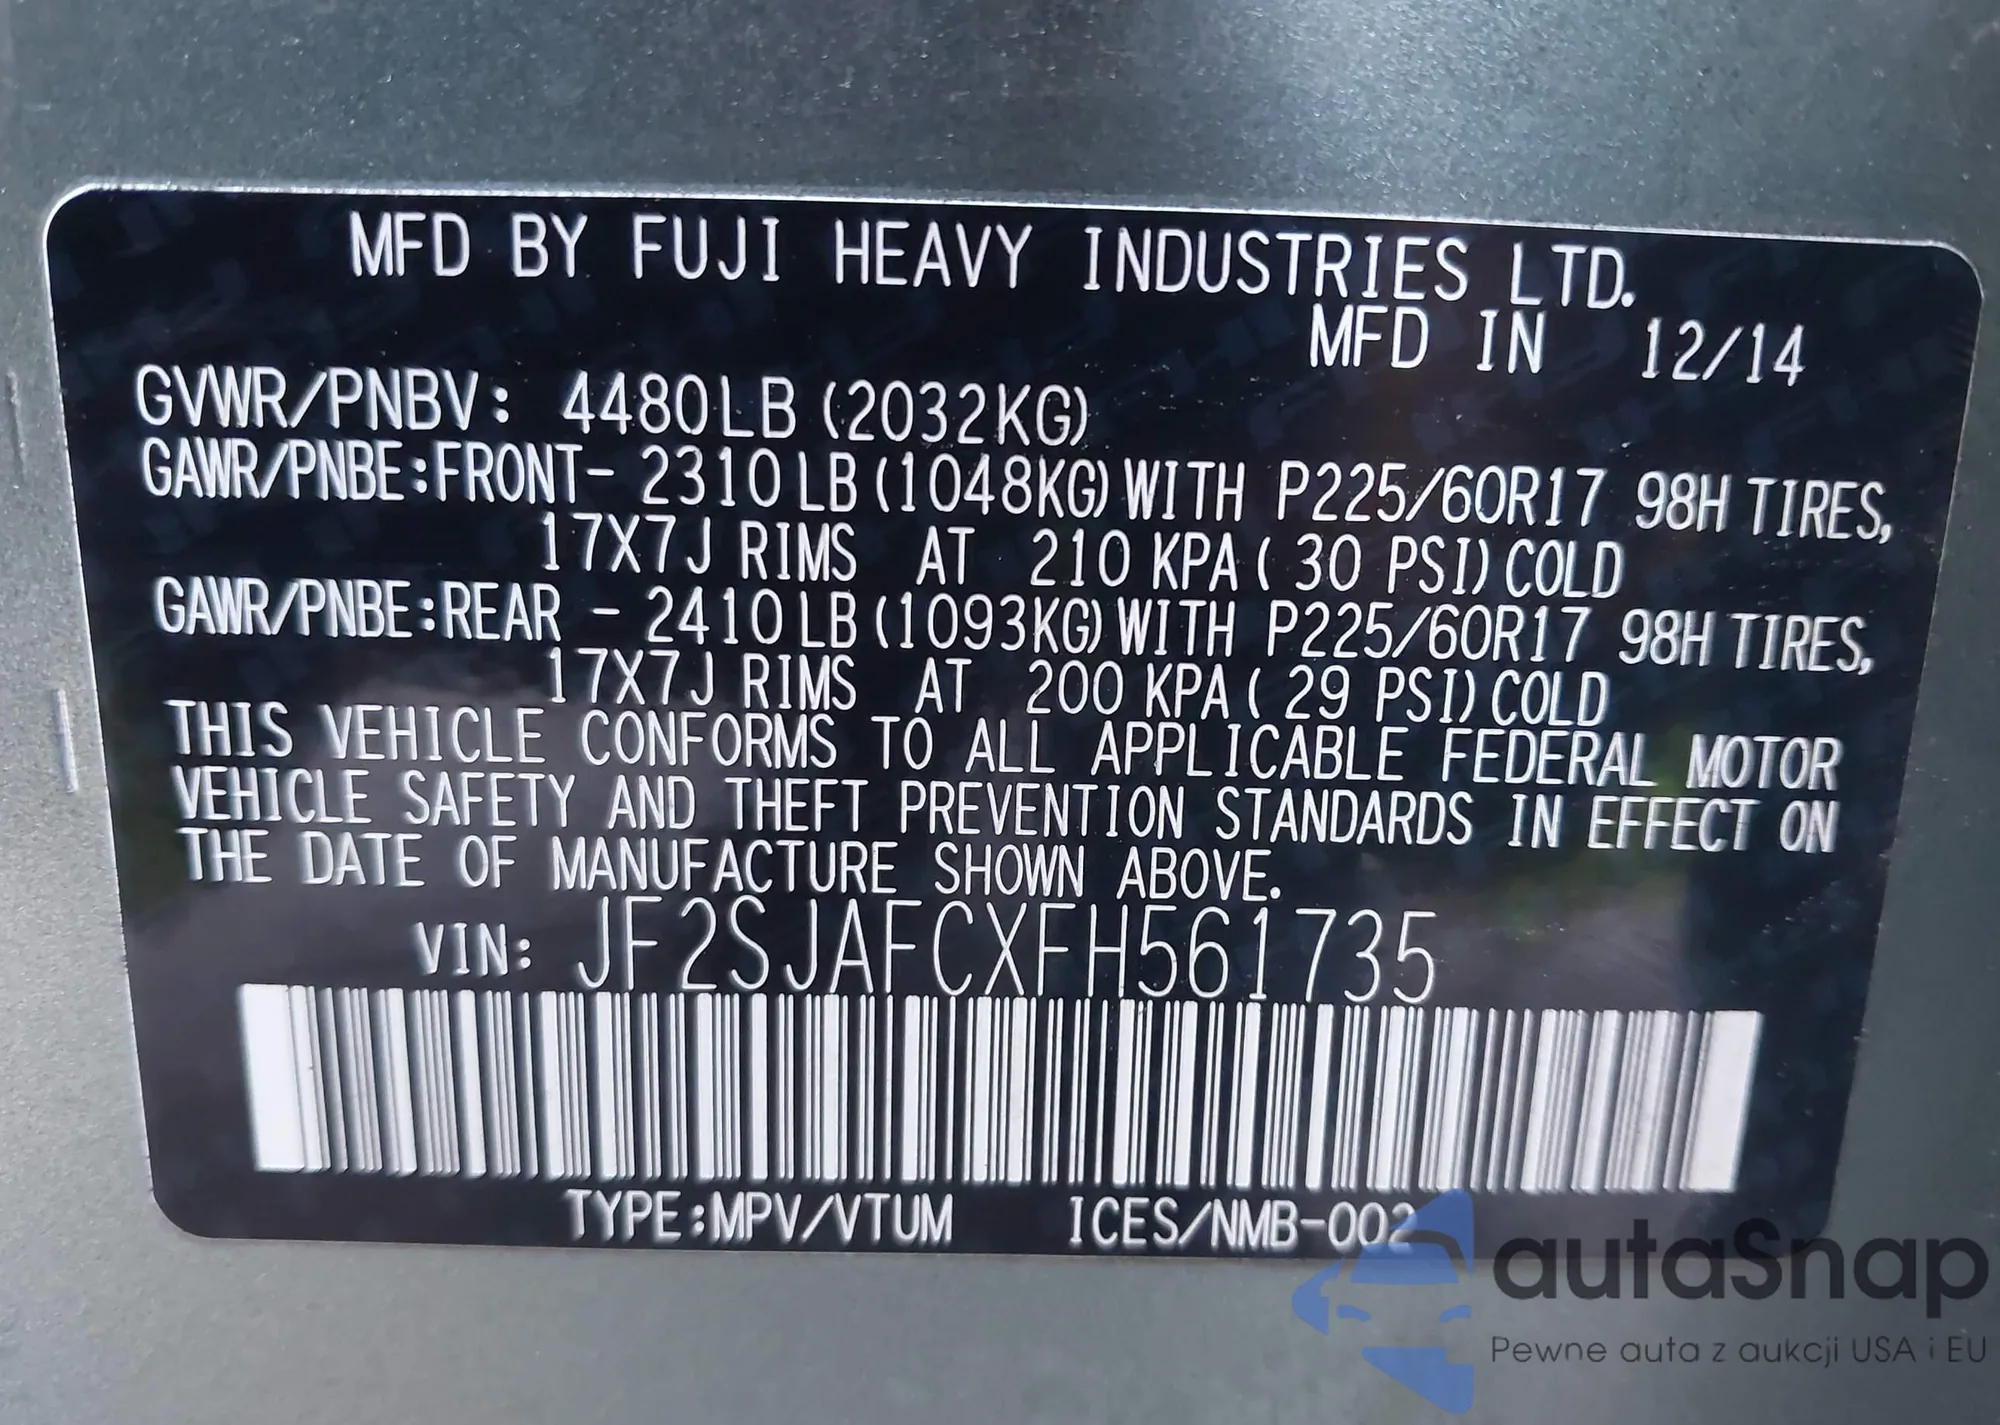 MFD BY FUJI HEAVY INDUSTRIES LTD.
MFD IN 12/14
GVWR/PNBV: 4480LB (2032KG)
GAWR/PNBE:FRONT- 2310LB (1048KG) WITH P225/60R17 98H TIRES,
17X7J RIMS AT 210 KPA ( 30 PSI) COLD
GAWR/PNBE:REAR - 2410LB (1093KG) WITH P225/60R17 98H TIRES,
17X7J RIMS AT 200 KPA ( 29 PSI) COLD
THIS VEHICLE CONFORMS TO ALL APPLICABLE FEDERAL MOTOR
VEHICLE SAFETY AND THEFT PREVENTION STANDARDS IN EFFECT ON
THE DATE OF MANUFACTURE SHOWN ABOVE.
VIN: JF2SJAFCXFH561735
TYPE:MPV/VTUM ICES/NMB-002
autaSnap
Pewne auta z aukcji USA i EU